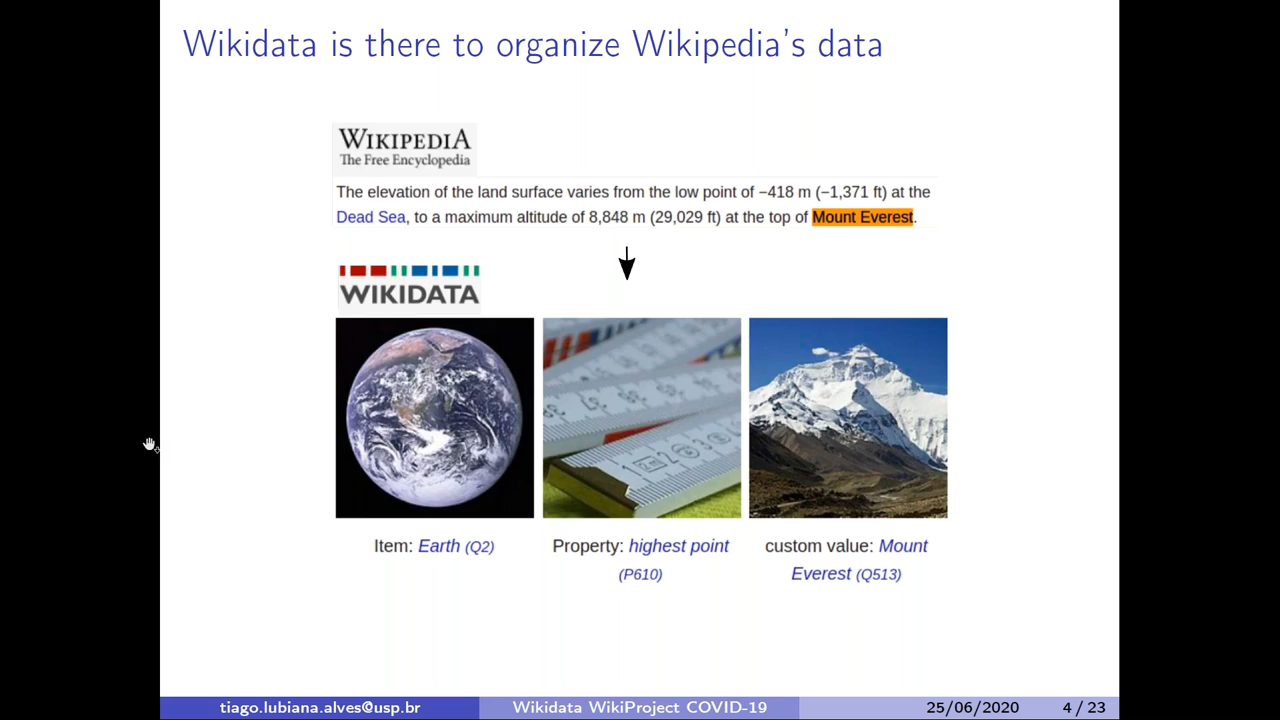 Wikidata is there to organize Wikipedia's data
WIKIPEDIA
The Free Encyclopedia
The elevation of the land surface varies from the low point of −418 m (−1,371 ft) at the
Dead Sea, to a maximum altitude of 8,848 m (29,029 ft) at the top of Mount Everest.
WIKIDATA
Item: Earth (Q2)
Property: highest point
(P610)
custom value: Mount
Everest (Q513)
tiago.lubiana.alves@usp.br
Wikidata WikiProject COVID-19
25/06/2020
4 / 23